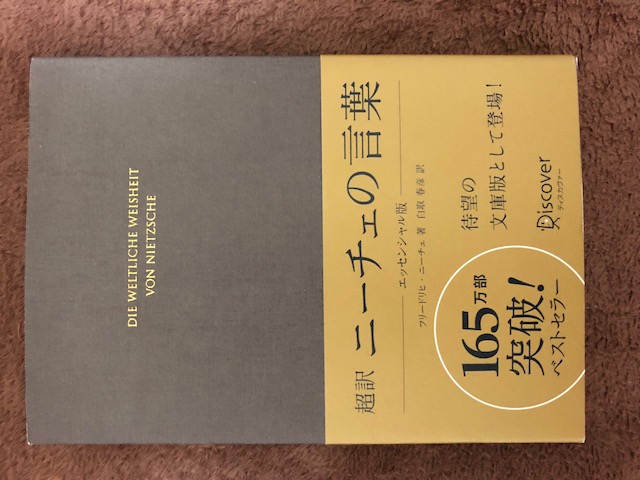 DIE WELTLICHE WEISHEIT
VON NIETZSCHE
超訳 ニーチェの言葉
エッセンシャル版
フリードリヒ・ニーチェ 著 白取 春彦 訳
待望の
文庫版として登場!
165万部
突破!
ベストセラー
Discover
ディスカヴァー